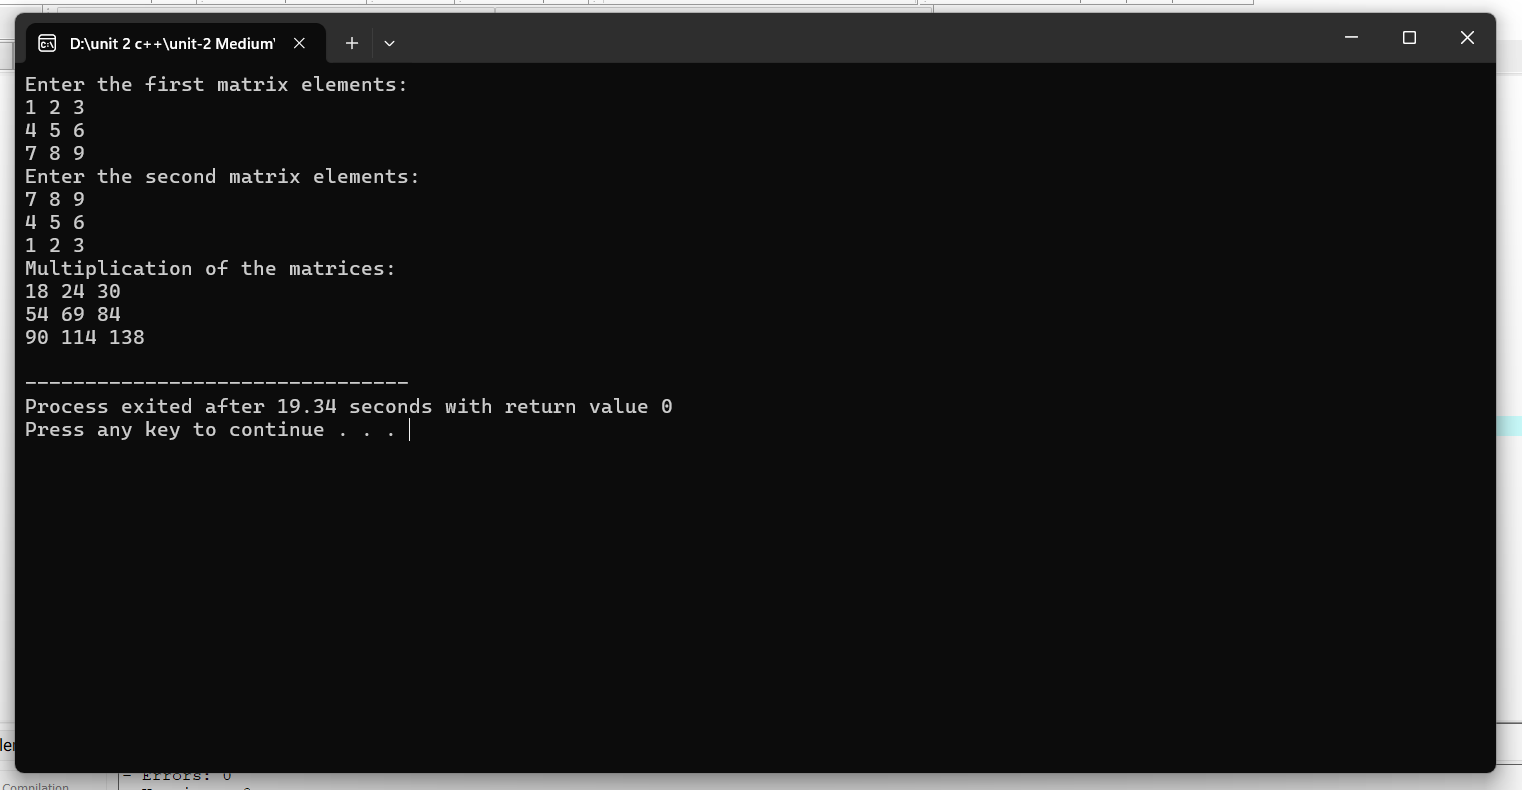 D:\unit 2 c++\unit-2 Medium'
Enter the first matrix elements:
1 2 3
4 5 6
7 8 9
Enter the second matrix elements:
7 8 9
4 5 6
1 2 3
Multiplication of the matrices:
18 24 30
54 69 84
90 114 138
--------------------------------
Process exited after 19.34 seconds with return value 0
Press any key to continue . . .
- Errors: 0
Compilation